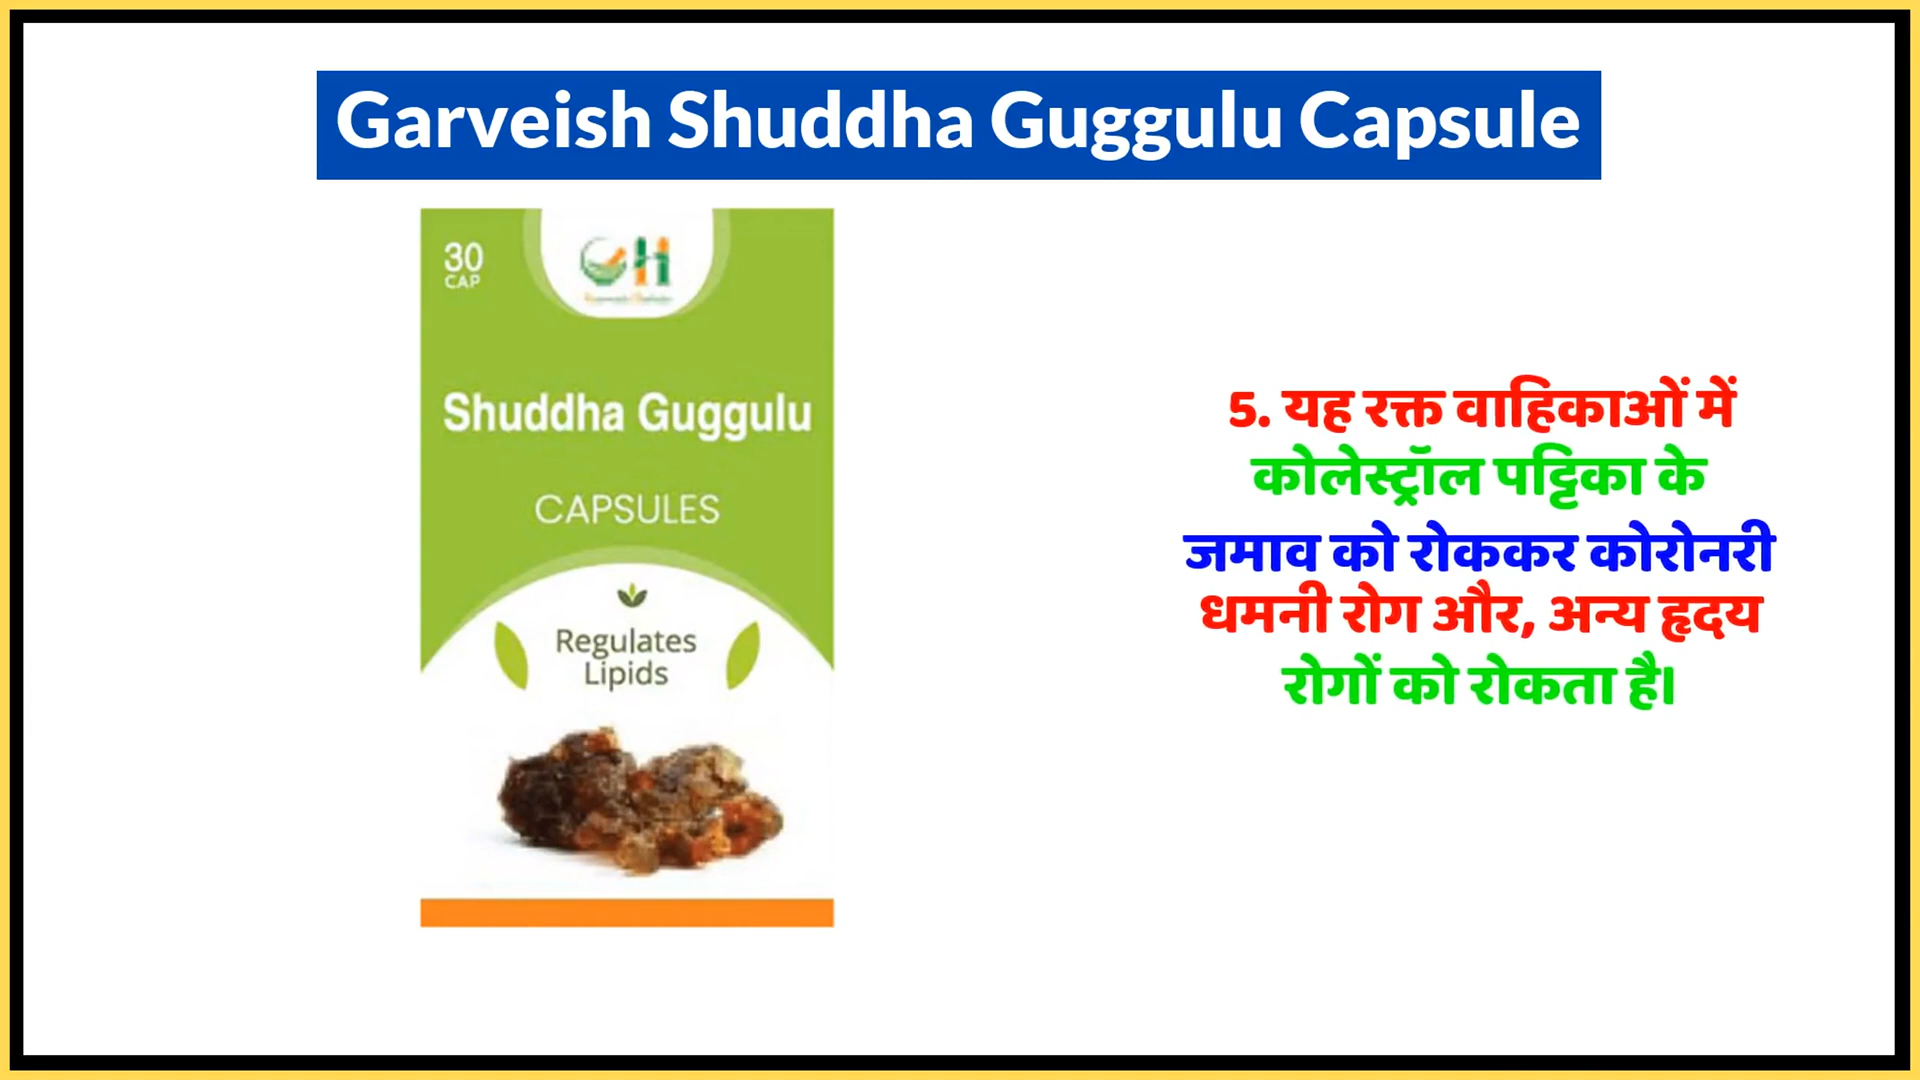 Garveish Shuddha Guggulu Capsule
30
CAP
GH
Shuddha Guggulu
CAPSULES
Regulates
Lipids
5. यह रक्त वाहिकाओं में
कोलेस्ट्रॉल पट्टिका के
जमाव को रोककर कोरोनरी
धमनी रोग और, अन्य हृदय
रोगों को रोकता है।